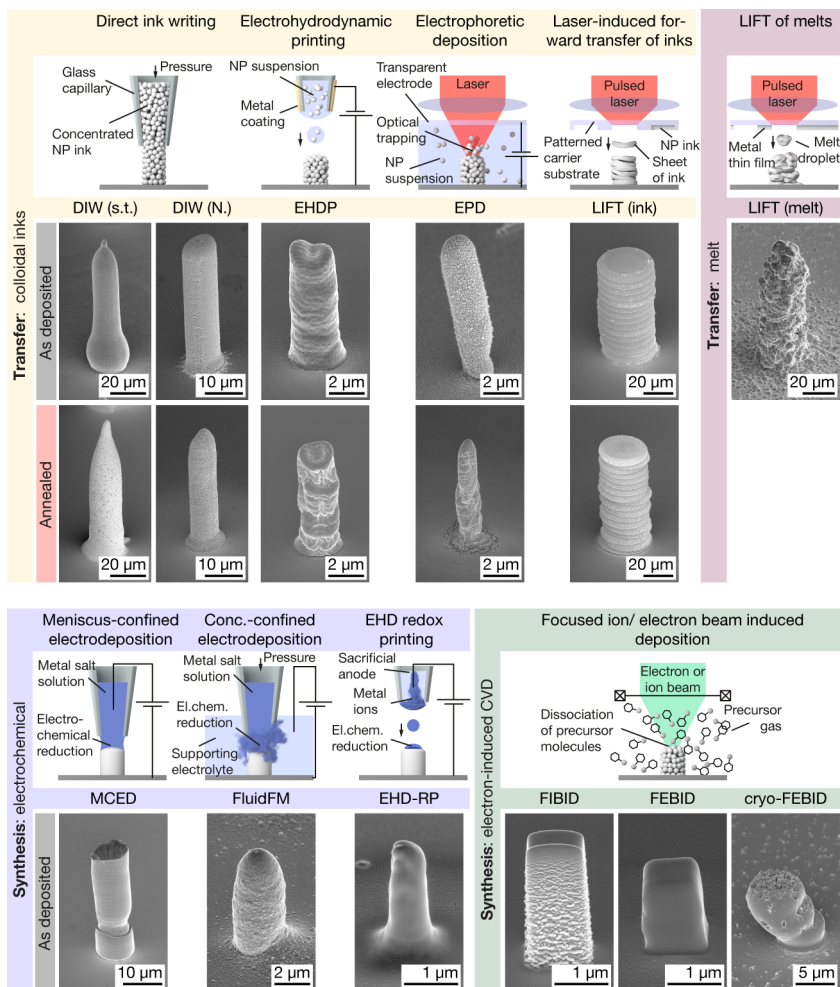 Direct ink writing
Electrohydrodynamic
printing
Electrophoretic
deposition
Laser-induced for-
ward transfer of inks
LIFT of melts
Glass
capillary
Pressure
Concentrated
NP ink
NP suspension
Metal
coating
Transparent
electrode
Laser
Optical
trapping
NP
suspension
Pulsed
laser
Patterned
carrier
substrate
NP ink
Sheet
of ink
Pulsed
laser
Metal
thin film
Melt
droplet
Transfer: colloidal inks
DIW (s.t.)
DIW (N.)
EHDP
EPD
LIFT (ink)
Transfer: melt
LIFT (melt)
As deposited
20 µm
10 µm
2 µm
2 µm
20 µm
20 µm
Annealed
20 µm
10 µm
2 µm
2 µm
20 µm
Meniscus-confined
electrodeposition
Conc.-confined
electrodeposition
EHD redox
printing
Focused ion/ electron beam induced
deposition
Metal salt
solution
Electro-
chemical
reduction
Metal salt
solution
Pressure
El.chem.
reduction
Supporting
electrolyte
Sacrificial
anode
Metal
ions
El.chem.
reduction
Electron or
ion beam
Dissociation
of precursor
molecules
Precursor
gas
Synthesis: electrochemical
MCED
FluidFM
EHD-RP
Synthesis: electron-induced CVD
FIBID
FEBID
cryo-FEBID
As deposited
10 µm
2 µm
1 µm
1 µm
1 µm
5 µm